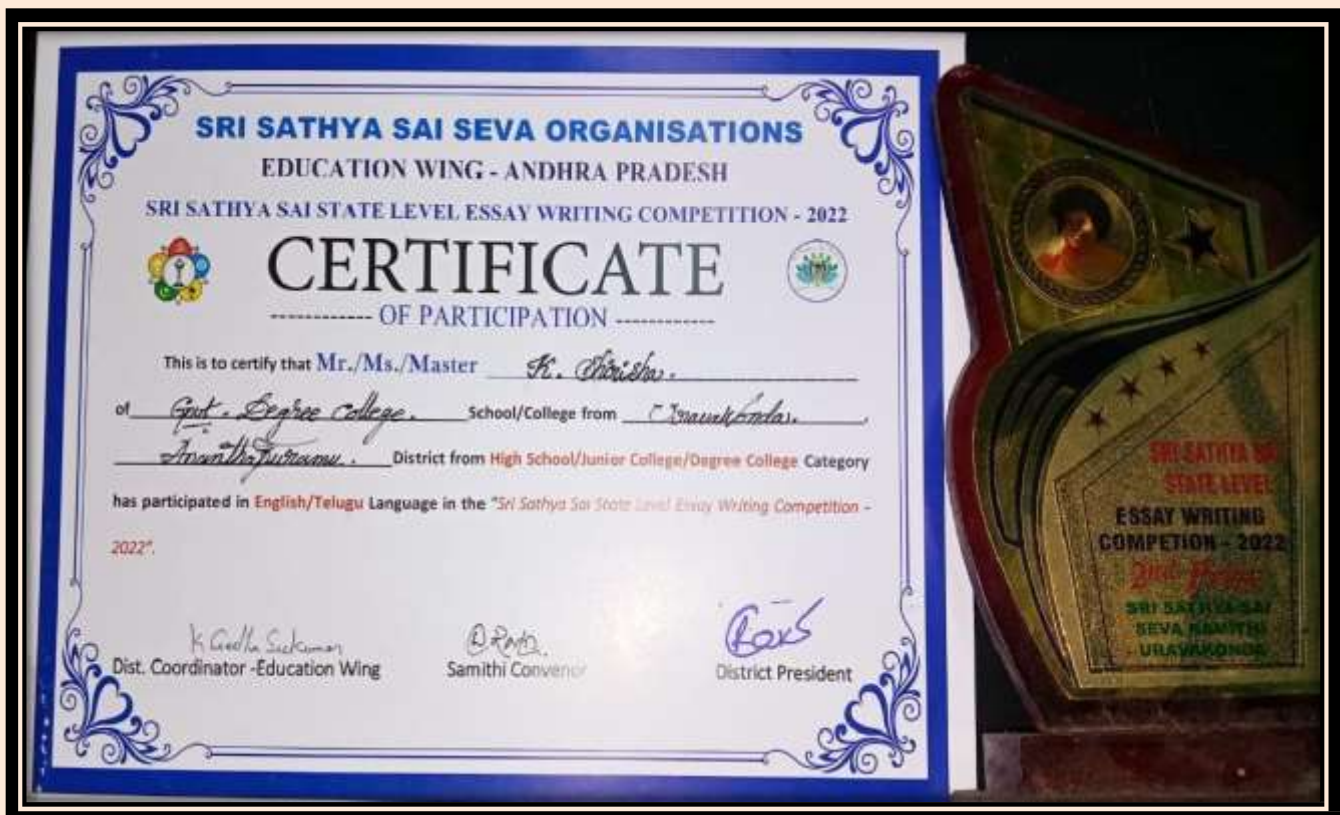 SRI SATHYA SAI SEVA ORGANISATIONS
EDUCATION WING - ANDHRA PRADESH
SRI SATHYA SAI STATE LEVEL ESSAY WRITING COMPETITION - 2022
CERTIFICATE
------------ OF PARTICIPATION ------------
This is to certify that Mr./Ms./Master K.
of Govt. Degree College. School/College from Uravakonda.
Ananthapuramu. District from High School/Junior College/Degree College Category
has participated in English/Telugu Language in the "Sri Sathya Sai State Level Essay Writing Competition -
2022".
Dist. Coordinator -Education Wing
Samithi Convenor
District President
SRI SATHYA SAI
STATE LEVEL
ESSAY WRITING
COMPETION - 2022
2nd Prize
SRI SATHYA SAI
SEVA SAMITHI
- URAVAKONDA